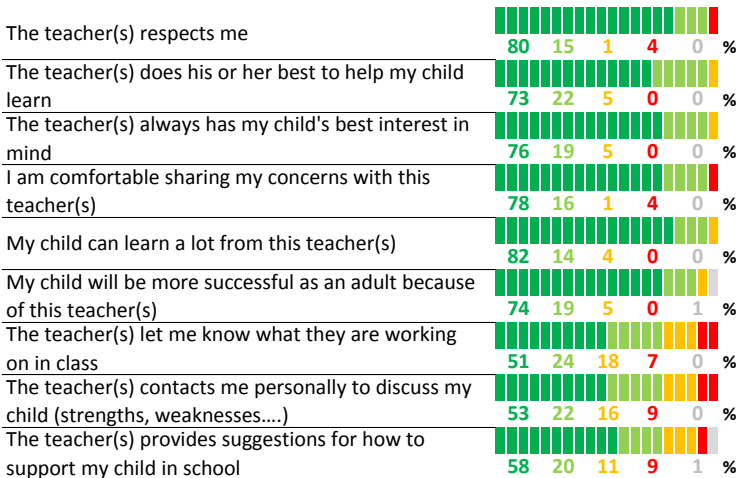 The teacher(s) respects me
80 15 1 4 0 %
The teacher(s) does his or her best to help my child
learn
73 22 5 0 0 %
The teacher(s) always has my child's best interest in
mind
76 19 5 0 0 %
I am comfortable sharing my concerns with this
teacher(s)
78 16 1 4 0 %
My child can learn a lot from this teacher(s)
82 14 4 0 0 %
My child will be more successful as an adult because
of this teacher(s)
74 19 5 0 1 %
The teacher(s) let me know what they are working
on in class
51 24 18 7 0 %
The teacher(s) contacts me personally to discuss my
child (strengths, weaknesses....)
53 22 16 9 0 %
The teacher(s) provides suggestions for how to
support my child in school
58 20 11 9 1 %